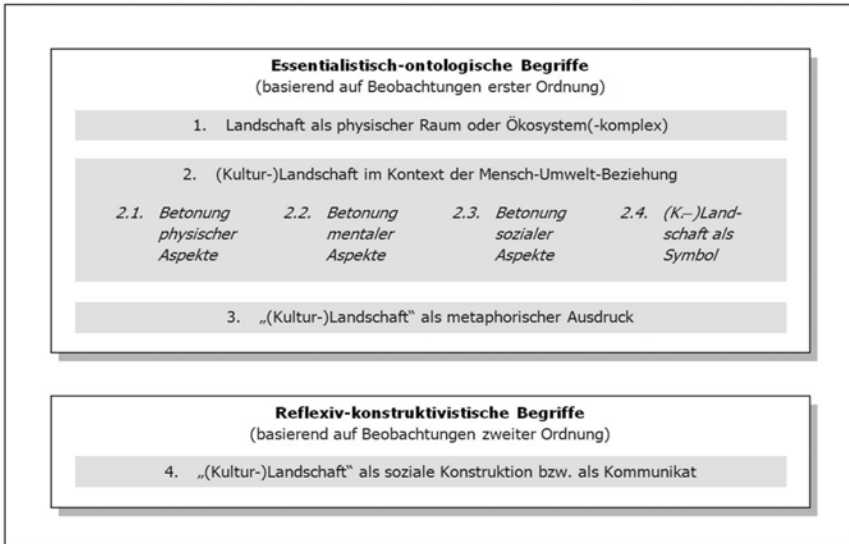 Essentialistisch-ontologische Begriffe
(basierend auf Beobachtungen erster Ordnung)
1. Landschaft als physischer Raum oder Ökosystem(-komplex)
2. (Kultur-)Landschaft im Kontext der Mensch-Umwelt-Beziehung
2.1. Betonung
physischer
Aspekte
2.2. Betonung
mentaler
Aspekte
2.3. Betonung
sozialer
Aspekte
2.4. (K.–)Land-
schaft als
Symbol
3. „(Kultur-)Landschaft“ als metaphorischer Ausdruck
Reflexiv-konstruktivistische Begriffe
(basierend auf Beobachtungen zweiter Ordnung)
4. „(Kultur-)Landschaft“ als soziale Konstruktion bzw. als Kommunikat